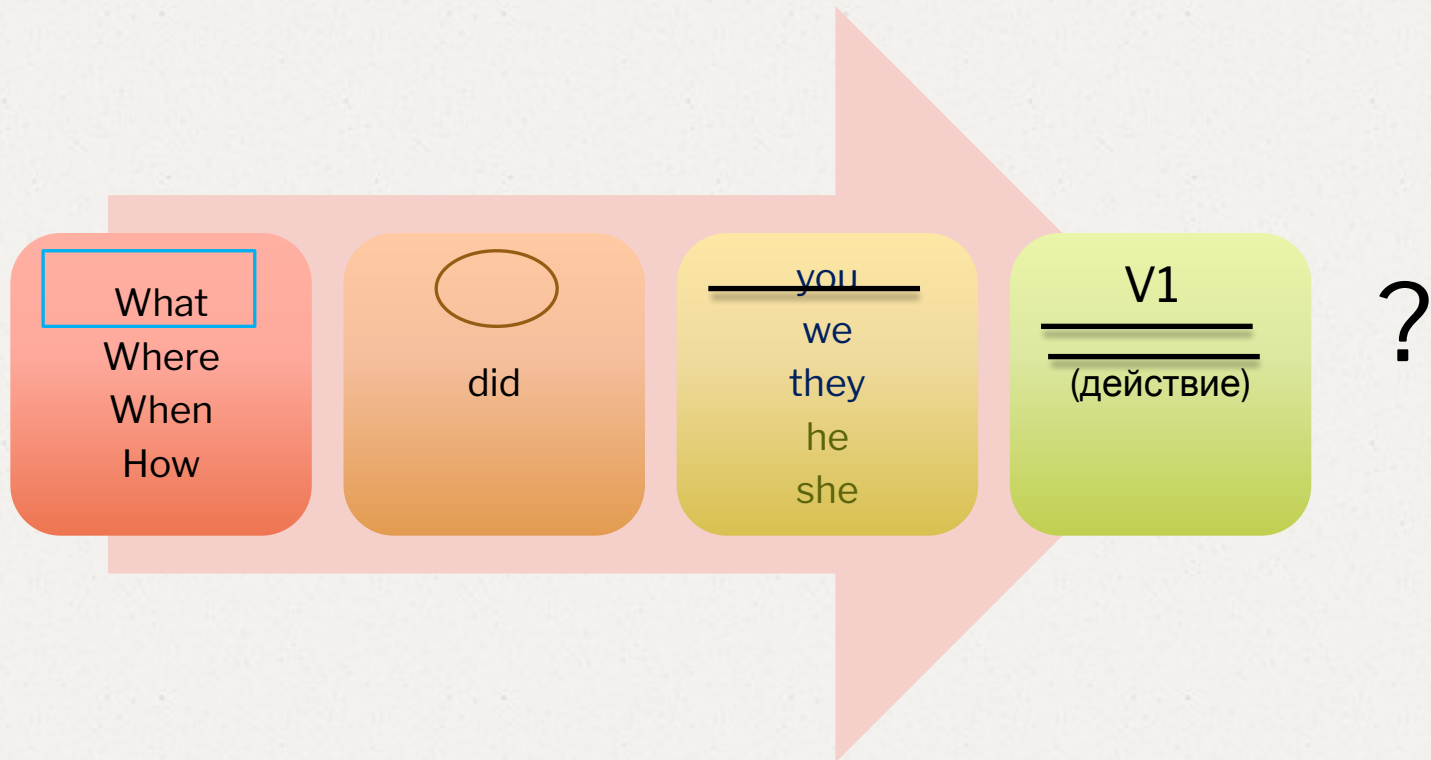 What
Where
When
How
did
you
we
they
he
she
V1
(действие)
?